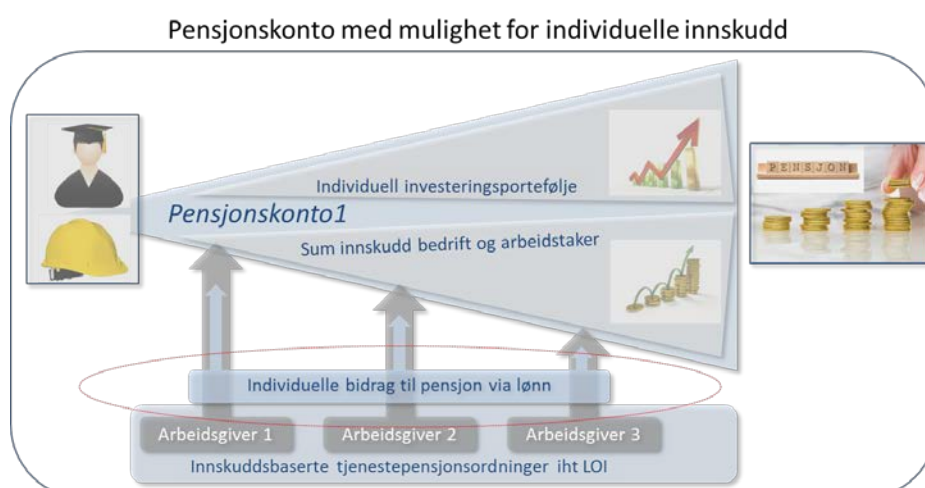 Pensjonskonto med mulighet for individuelle innskudd
Individuell investeringsportefølje
PENSJON
Pensjonskonto1
Sum innskudd bedrift og arbeidstaker
Individuelle bidrag til pensjon via lønn
Arbeidsgiver 1
Arbeidsgiver 2
Arbeidsgiver 3
Innskuddsbaserte tjenestepensjonsordninger iht LOI